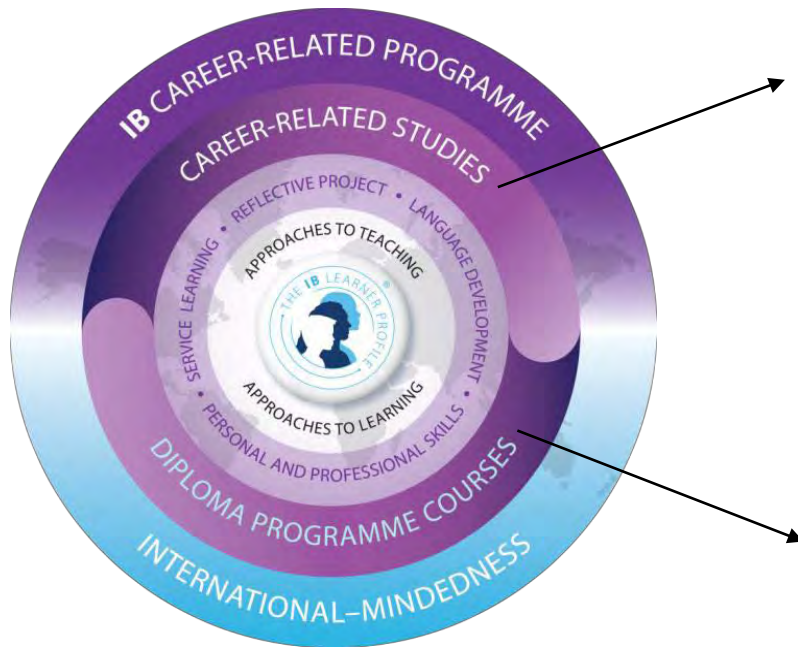 IB CAREER-RELATED PROGRAMME
CAREER-RELATED STUDIES
SERVICE LEARNING • REFLECTIVE PROJECT • LANGUAGE DEVELOPMENT • PERSONAL AND PROFESSIONAL SKILLS •
APPROACHES TO TEACHING
• THE IB LEARNER PROFILE • ®
APPROACHES TO LEARNING
DIPLOMA PROGRAMME COURSES
INTERNATIONAL–MINDEDNESS